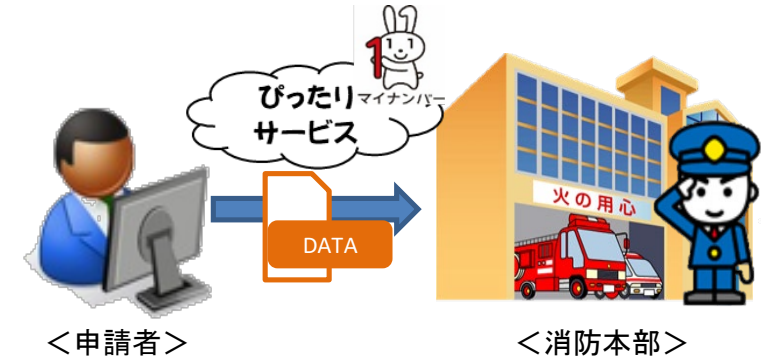 ぴったり
サービス
マイナンバー
火の用心
DATA
＜申請者＞
＜消防本部＞